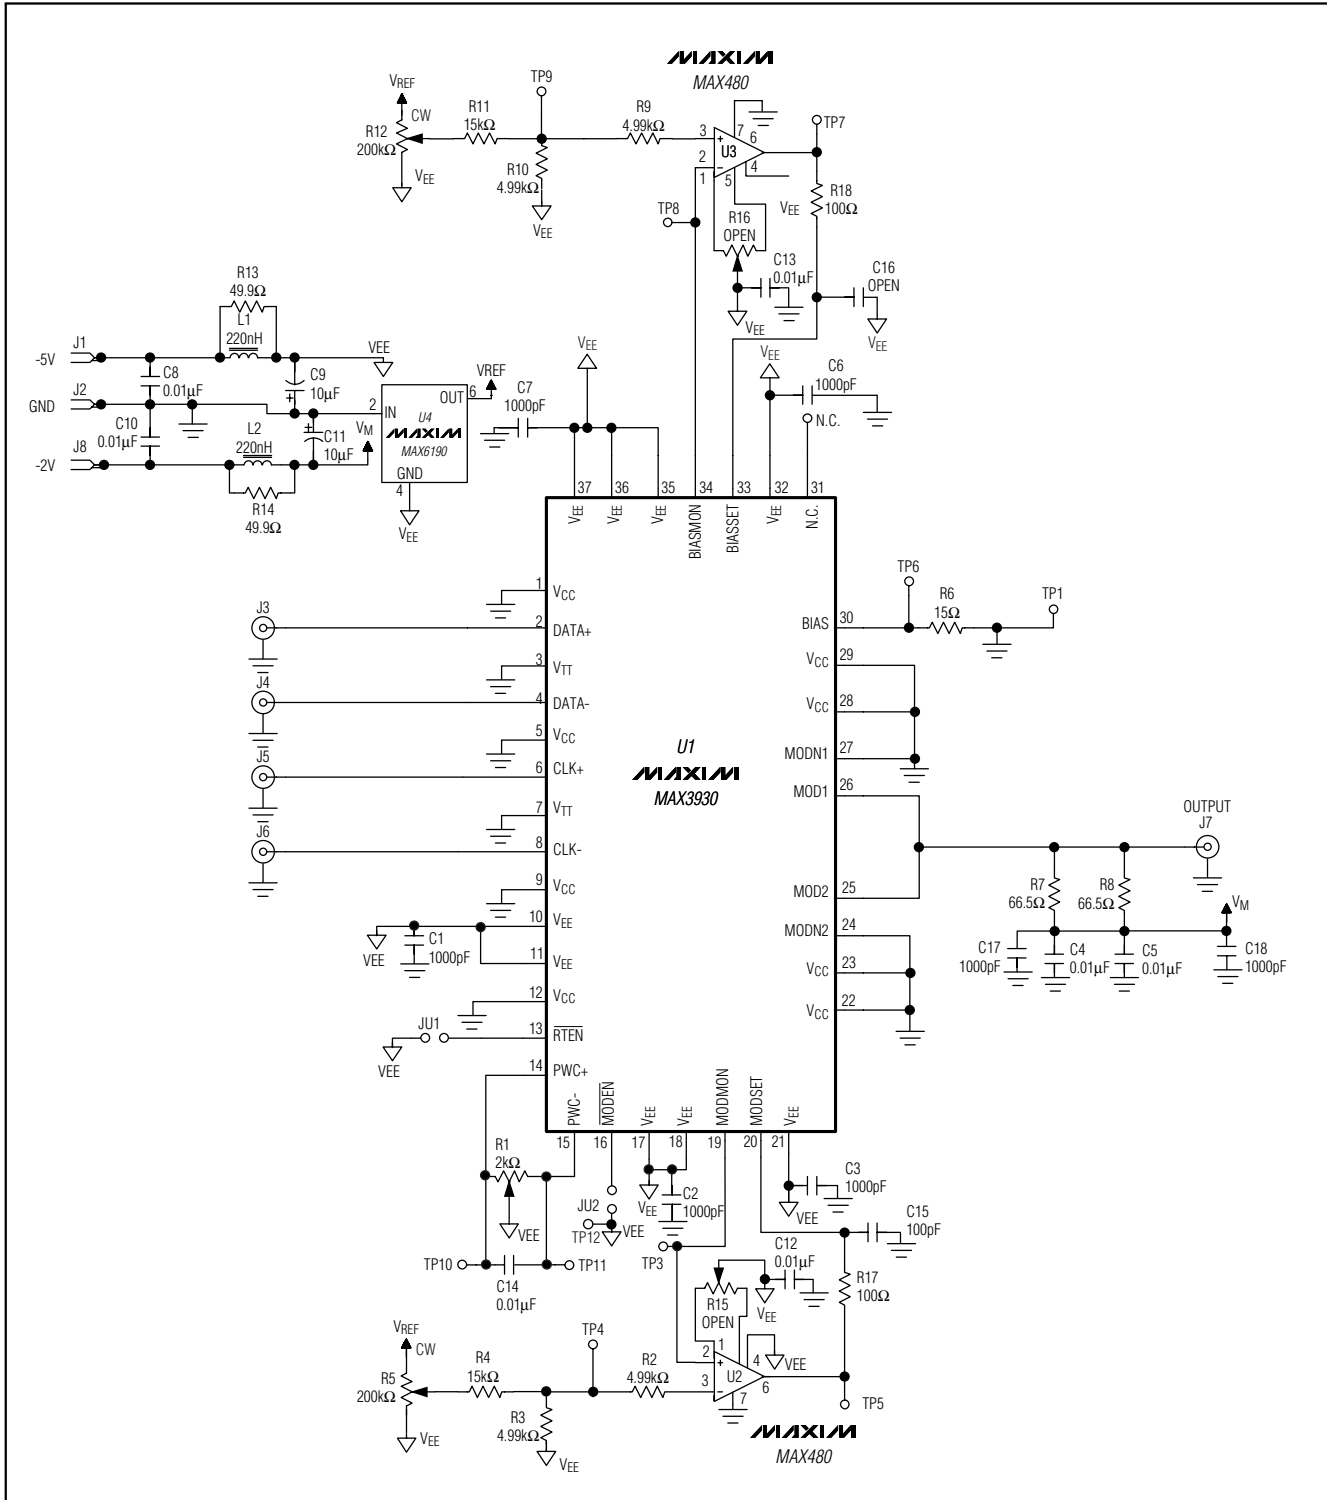 MAXIM
MAX480
VREF
CW
R12
200kΩ
VEE
R11
15kΩ
TP9
R10
4.99kΩ
VEE
R9
4.99kΩ
3
2
1
+
−
U3
7
6
5
4
TP7
VEE
R18
100Ω
TP8
R16
OPEN
C13
0.01µF
VEE
C16
OPEN
VEE
R13
49.9Ω
L1
220nH
-5V
J1
VEE
C8
0.01µF
C9
10µF
+
GND
J2
C10
0.01µF
L2
220nH
+
C11
10µF
VM
-2V
J8
R14
49.9Ω
2
IN
OUT
6
U4
MAXIM
MAX6190
GND
4
VEE
VREF
C7
1000pF
VEE
VEE
C6
1000pF
N.C.
37
36
35
34
33
32
31
VEE
VEE
VEE
BIASMON
BIASSET
VEE
N.C.
1
VCC
J3
2
DATA+
3
VTT
J4
4
DATA-
5
VCC
J5
6
CLK+
7
VTT
J6
8
CLK-
9
VCC
10
VEE
VEE
C1
1000pF
11
VEE
12
VCC
JU1
VEE
13
RTEN
14
PWC+
U1
MAXIM
MAX3930
BIAS
30
TP6
R6
15Ω
TP1
VCC
29
VCC
28
MODN1
27
MOD1
26
MOD2
25
MODN2
24
VCC
23
VCC
22
OUTPUT
J7
R7
66.5Ω
R8
66.5Ω
VM
C17
1000pF
C4
0.01µF
C5
0.01µF
C18
1000pF
PWC-
MODEN
VEE
VEE
MODMON
MODSET
VEE
15
16
17
18
19
20
21
R1
2kΩ
VEE
JU2
TP12
VEE
VEE
C2
1000pF
C3
1000pF
VEE
C15
100pF
TP10
C14
0.01µF
TP11
TP3
C12
0.01µF
VEE
R15
OPEN
R17
100Ω
VREF
CW
R5
200kΩ
VEE
R4
15kΩ
TP4
R3
4.99kΩ
VEE
R2
4.99kΩ
1
2
3
+
−
U2
4
VEE
6
7
TP5
MAXIM
MAX480